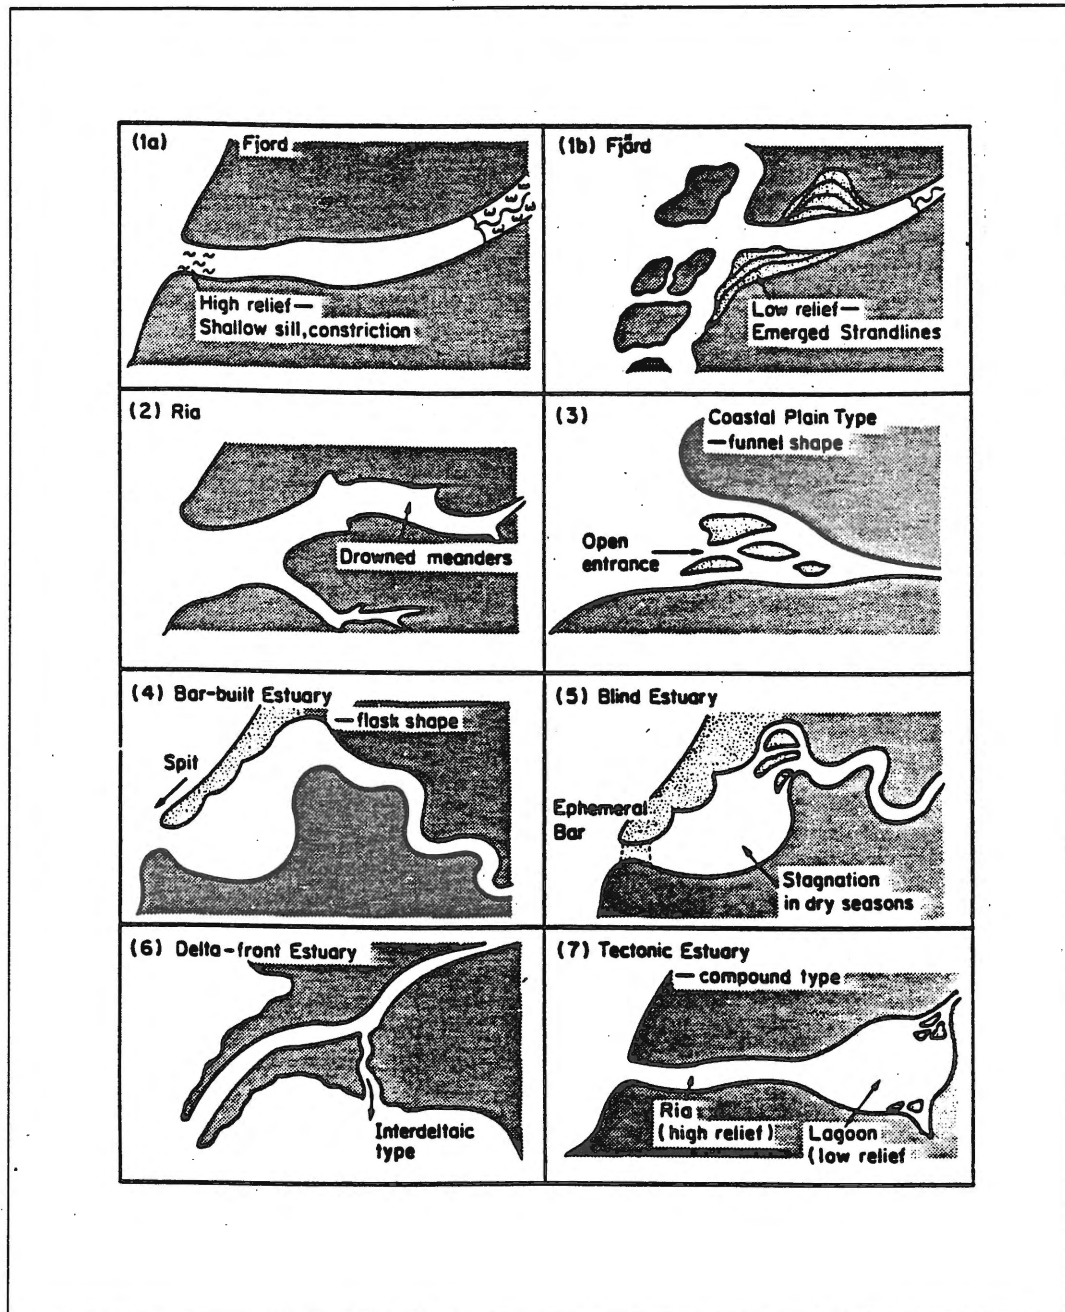 (1a)
Fjord
High relief—
Shallow sill, constriction
(1b) Fjärd
Low relief—
Emerged Strandlines
(2) Ria
Drowned meanders
(3)
Coastal Plain Type
—funnel shape
Open
entrance
(4) Bar-built Estuary
—flask shape
Spit
(5) Blind Estuary
Ephemeral
Bar
Stagnation
in dry seasons
(6) Delta-front Estuary
Interdeltaic
type
(7) Tectonic Estuary
— compound type
Ria
(high relief)
Lagoon
(low relief